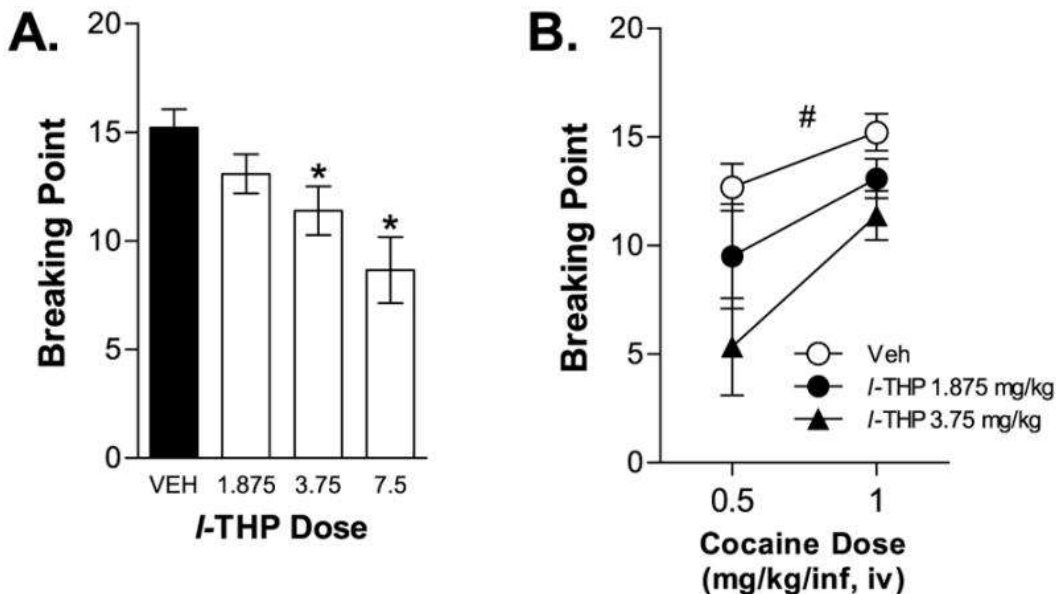 A.
20
15
10
5
0
Breaking Point
*
*
VEH 1.875 3.75 7.5
l-THP Dose
B.
20
15
10
5
0
Breaking Point
#
Veh
l-THP 1.875 mg/kg
l-THP 3.75 mg/kg
0.5 1
Cocaine Dose
(mg/kg/inf, iv)